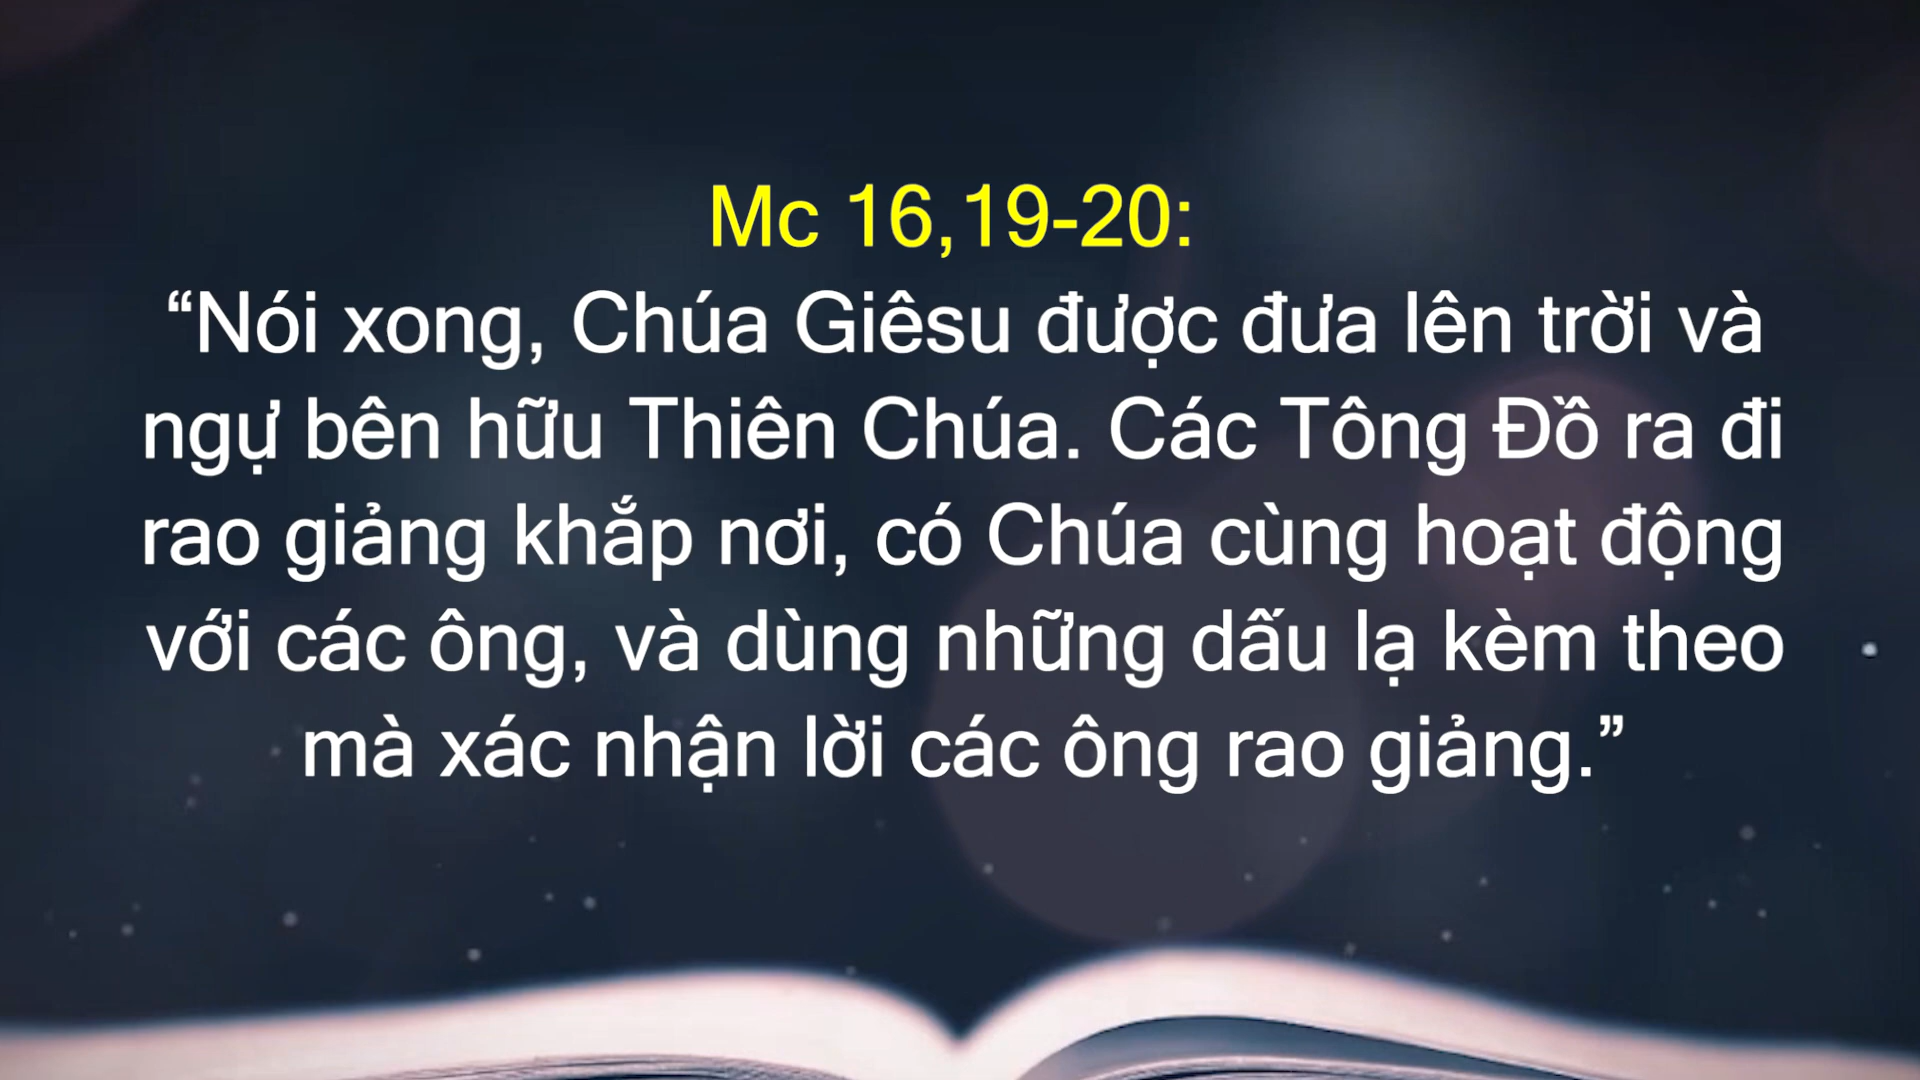 Mc 16,19-20:
“Nói xong, Chúa Giêsu được đưa lên trời và
ngự bên hữu Thiên Chúa. Các Tông Đồ ra đi
rao giảng khắp nơi, có Chúa cùng hoạt động
với các ông, và dùng những dấu lạ kèm theo
mà xác nhận lời các ông rao giảng.”